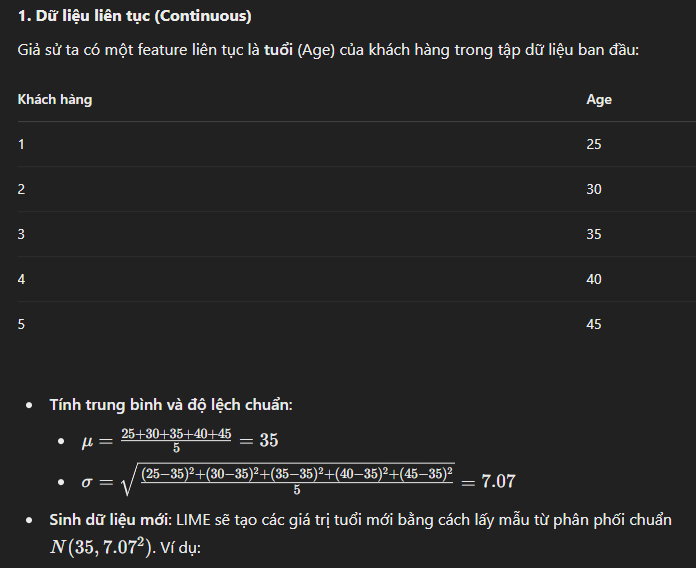 1. Dữ liệu liên tục (Continuous)
Giả sử ta có một feature liên tục là tuổi (Age) của khách hàng trong tập dữ liệu ban đầu:
Khách hàng Age
1 25
2 30
3 35
4 40
5 45
• Tính trung bình và độ lệch chuẩn:
• μ = \frac{25+30+35+40+45}{5} = 35
• σ = \sqrt{\frac{(25−35)^2+(30−35)^2+(35−35)^2+(40−35)^2+(45−35)^2}{5}} = 7.07
• Sinh dữ liệu mới: LIME sẽ tạo các giá trị tuổi mới bằng cách lấy mẫu từ phân phối chuẩn
N(35, 7.07²). Ví dụ: